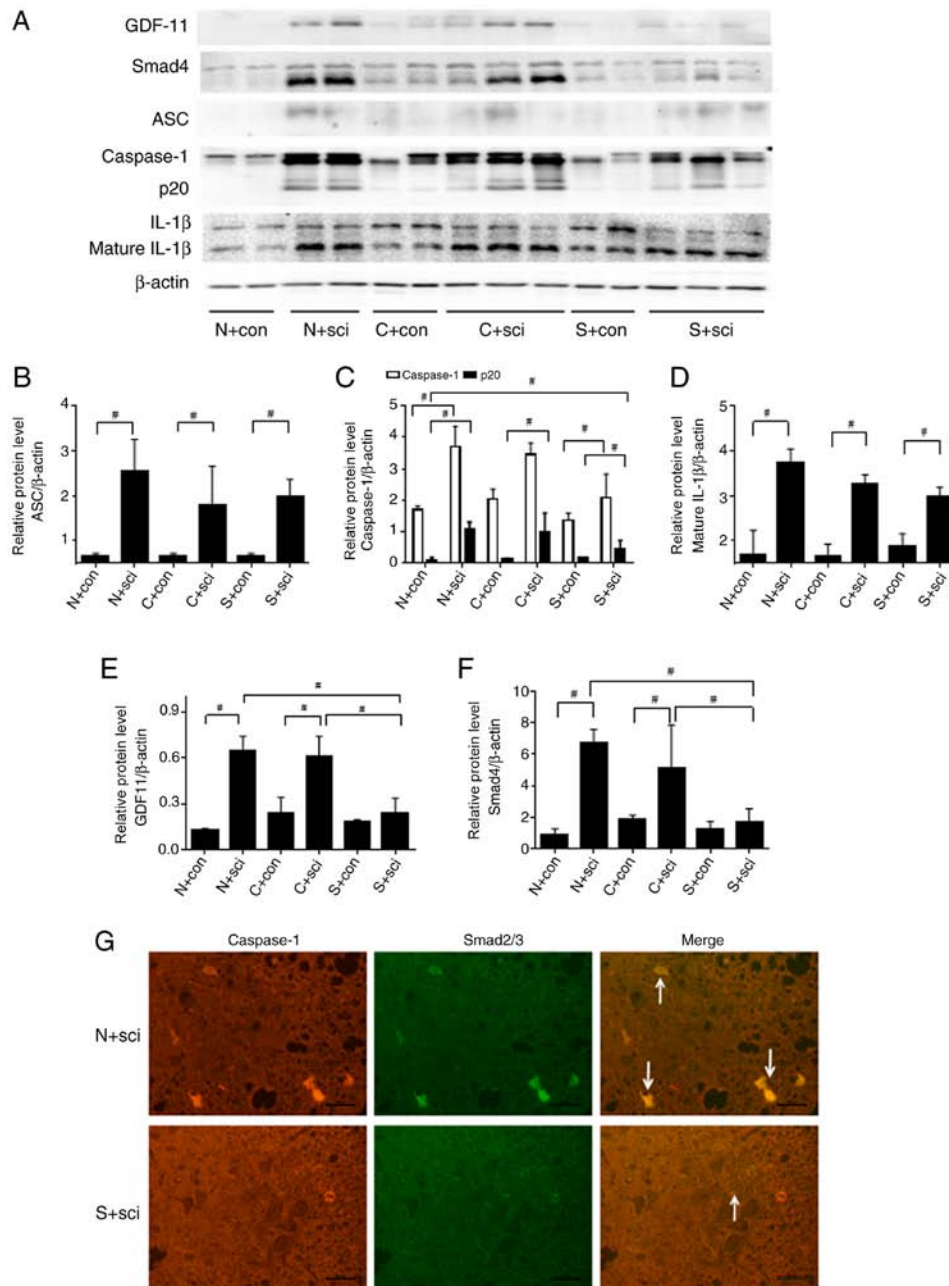 A
GDF-11
Smad4
ASC
Caspase-1
p20
IL-1β
Mature IL-1β
β-actin
N+con N+sci C+con C+sci S+con S+sci
B
Relative protein level
ASC/β-actin
4
3
2
1
# # #
N+con N+sci C+con C+sci S+con S+sci
C
Caspase-1 p20
Relative protein level
Caspase-1/β-actin
5
4
3
2
1
0
# # # # # # #
N+con N+sci C+con C+sci S+con S+sci
D
Relative protein level
Mature IL-1β/β-actin
5
4
3
2
# # #
N+con N+sci C+con C+sci S+con S+sci
E
Relative protein level
GDF11/β-actin
0.9
0.6
0.3
0.0
# # # #
N+con N+sci C+con C+sci S+con S+sci
F
Relative protein level
Smad4/β-actin
10
8
6
4
2
0
# # # #
N+con N+sci C+con C+sci S+con S+sci
G
Caspase-1 Smad2/3 Merge
N+sci
S+sci